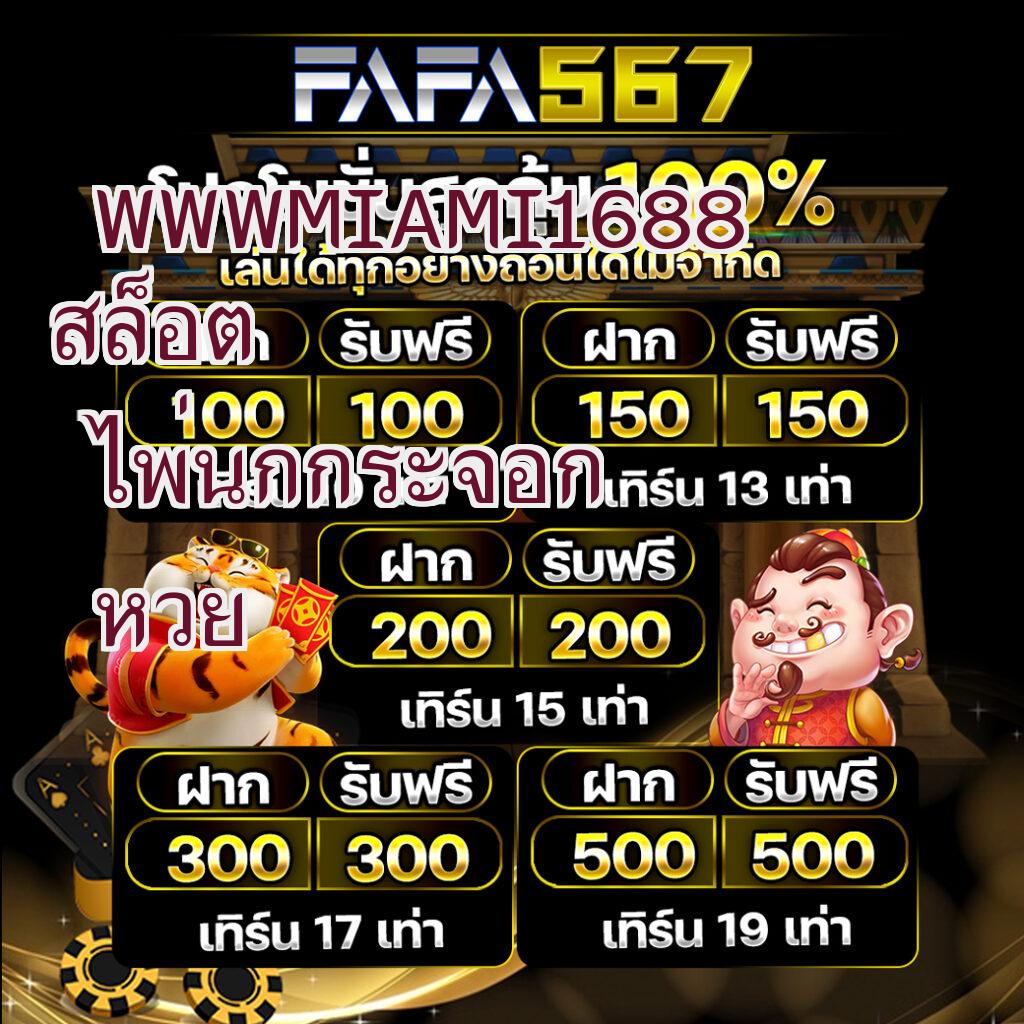 FAFA567
100%
WWWMIAMI1688
เล่นได้ทุกอย่างถอนได้ไม่จำกัด
สล็อต
รับฟรี
ฝาก
รับฟรี
100
100
150
150
ไพ่นกกระจอก
เทิร์น 13 เท่า
ฝาก
รับฟรี
หวย
200
200
เทิร์น 15 เท่า
ฝาก
รับฟรี
ฝาก
รับฟรี
300
300
500
500
เทิร์น 17 เท่า
เทิร์น 19 เท่า